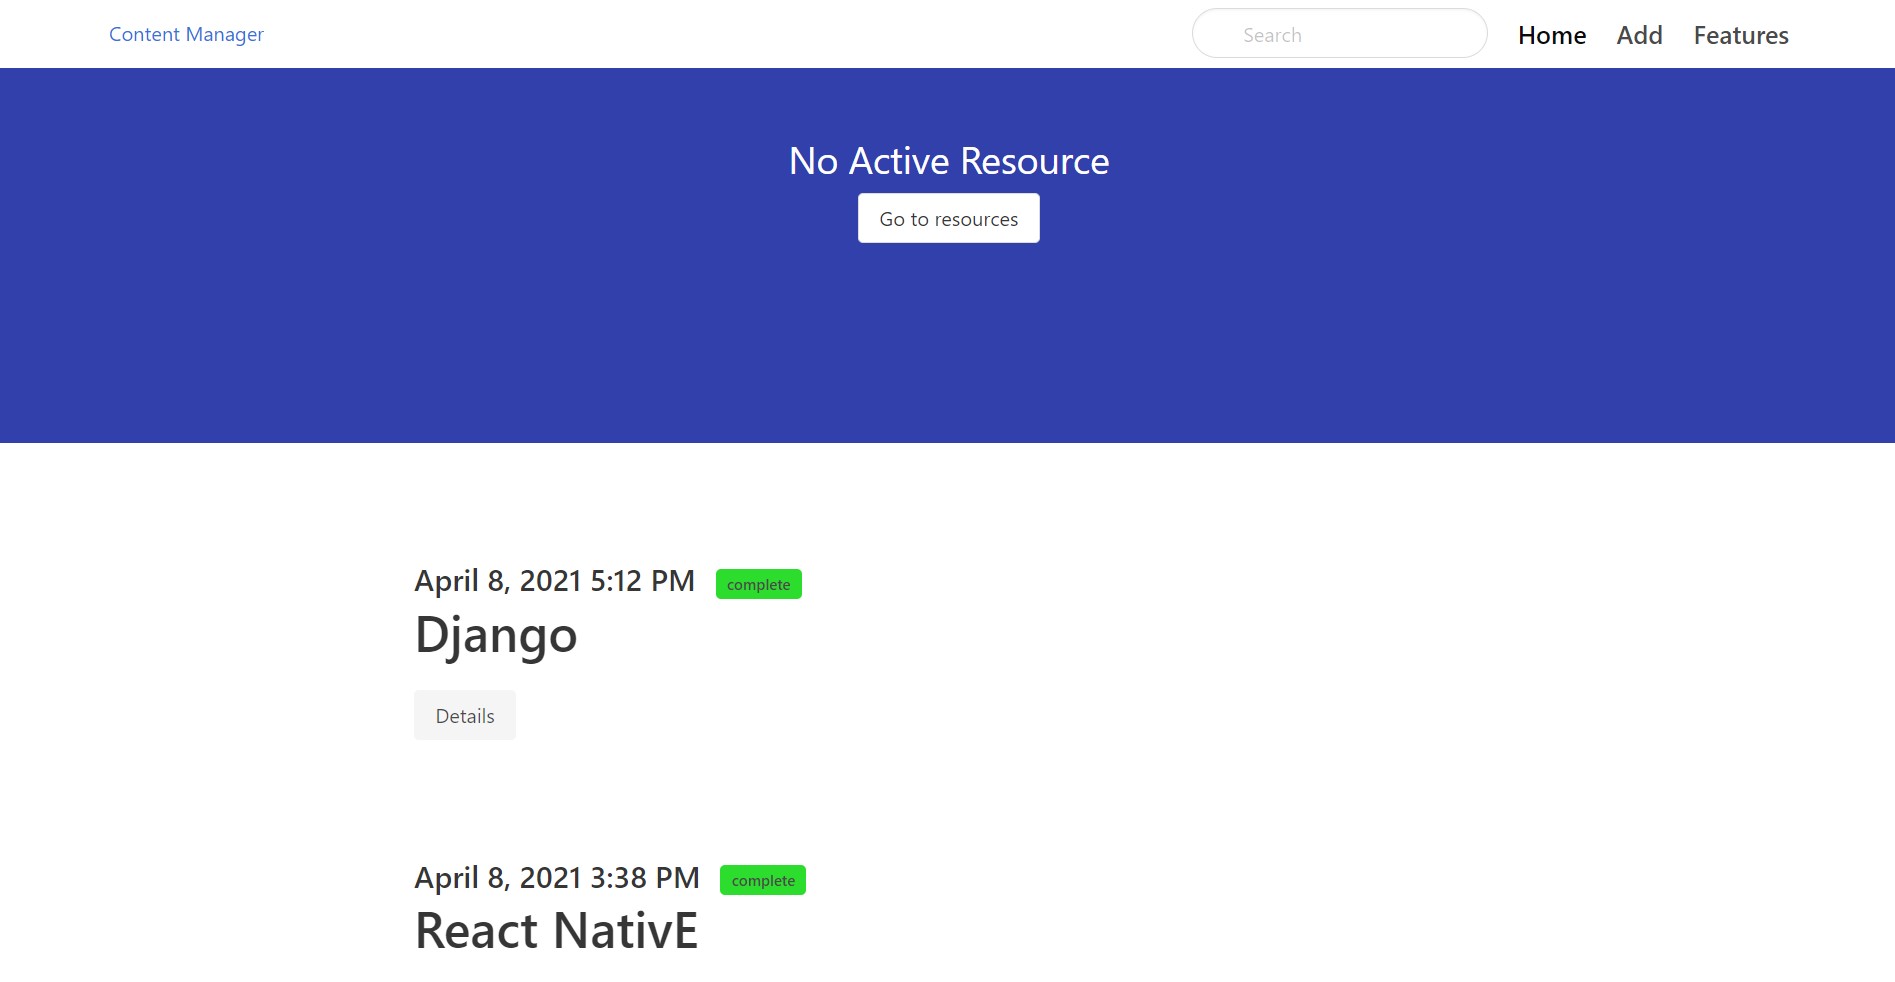 Content Manager
Search
Home
Add
Features
No Active Resource
Go to resources
April 8, 2021 5:12 PM complete
Django
Details
April 8, 2021 3:38 PM complete
React NativE